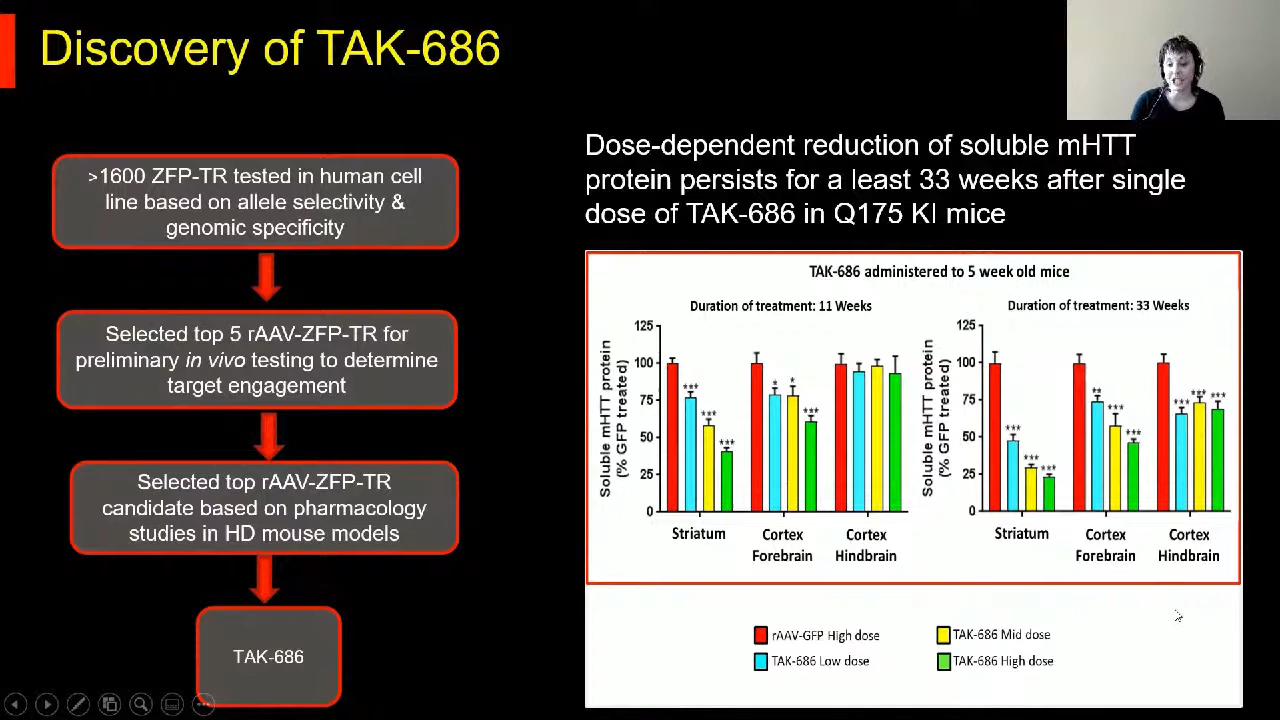 Discovery of TAK-686
>1600 ZFP-TR tested in human cell
line based on allele selectivity &
genomic specificity
Selected top 5 rAAV-ZFP-TR for
preliminary in vivo testing to determine
target engagement
Selected top rAAV-ZFP-TR
candidate based on pharmacology
studies in HD mouse models
TAK-686
Dose-dependent reduction of soluble mHTT
protein persists for a least 33 weeks after single
dose of TAK-686 in Q175 KI mice
TAK-686 administered to 5 week old mice
Duration of treatment: 11 Weeks
Soluble mHTT protein
(% GFP treated)
125
100
75
50
25
0
***
***
***
*
*
***
Striatum
Cortex
Forebrain
Cortex
Hindbrain
Duration of treatment: 33 Weeks
Soluble mHTT protein
(% GFP treated)
125
100
75
50
25
0
***
***
***
**
***
***
***
***
***
Striatum
Cortex
Forebrain
Cortex
Hindbrain
rAAV-GFP High dose
TAK-686 Low dose
TAK-686 Mid dose
TAK-686 High dose